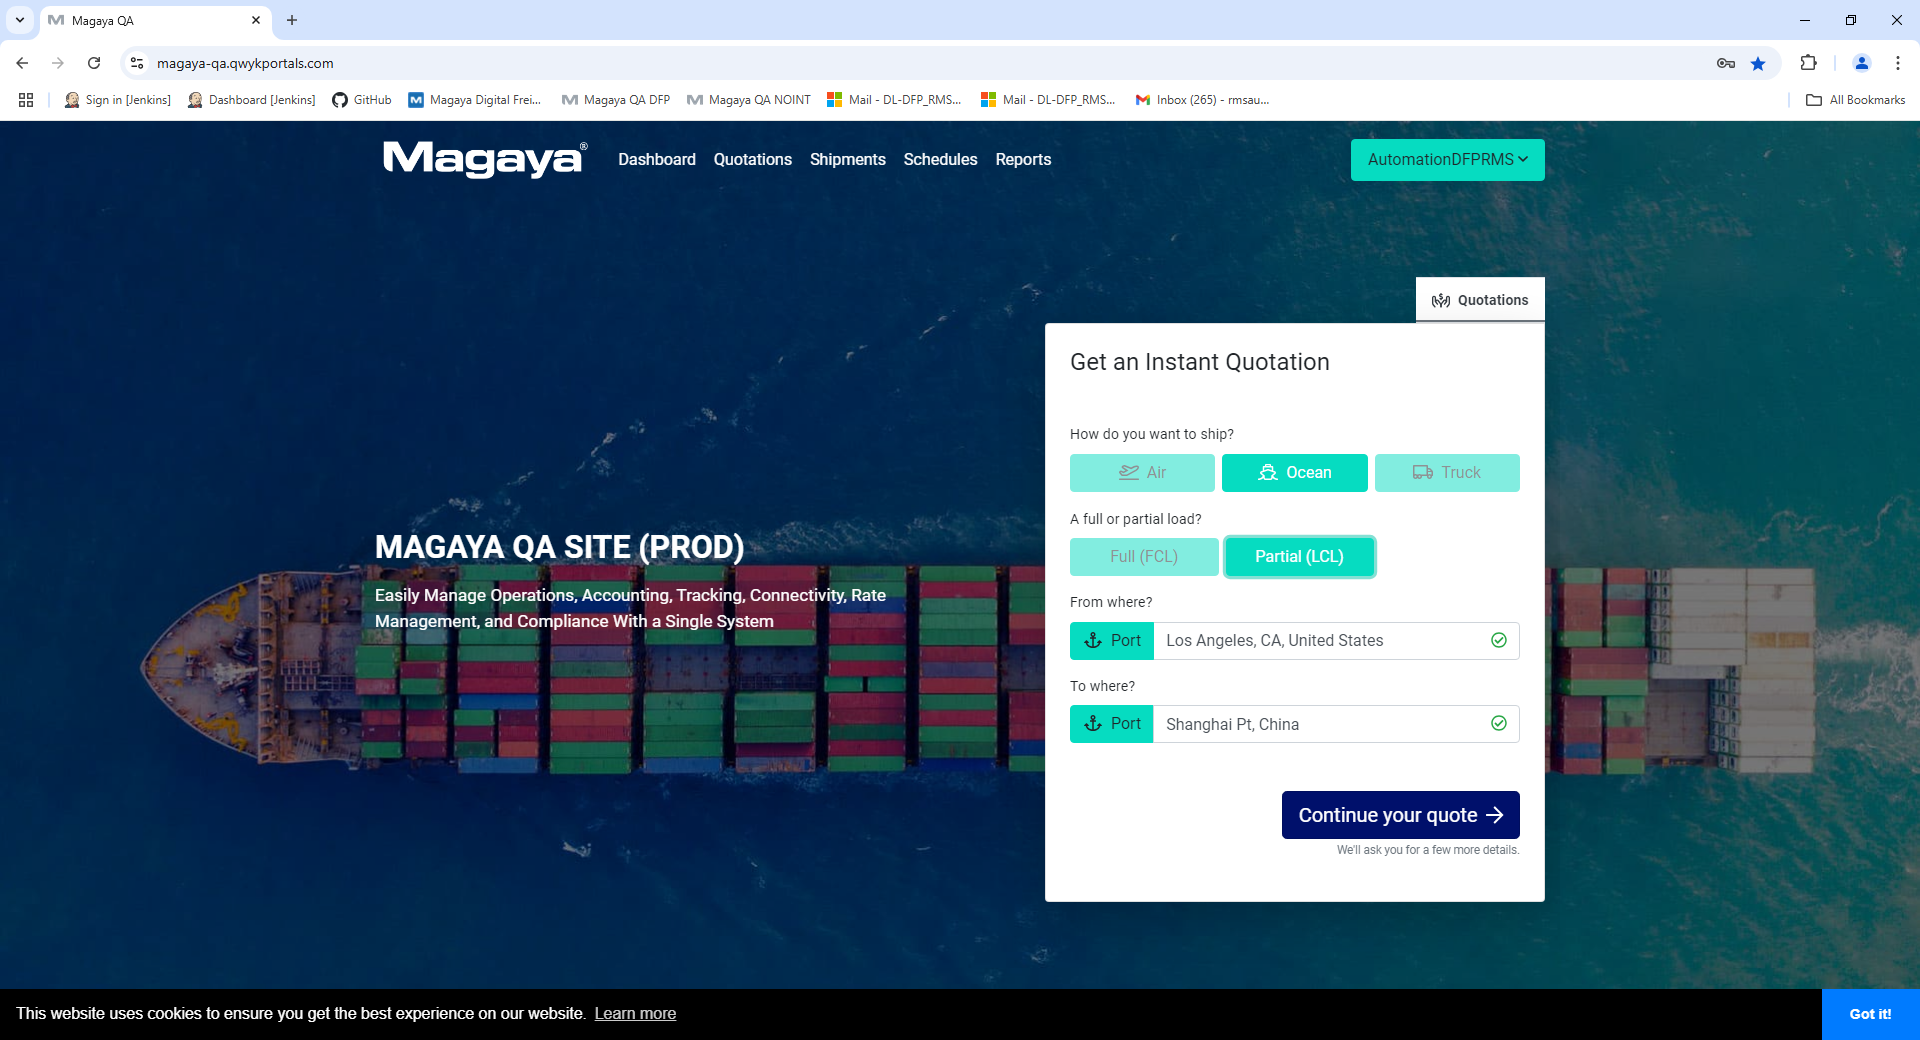 Magaya QA
magaya-qa.qwykportals.com
Sign in [Jenkins]
Dashboard [Jenkins]
GitHub
Magaya Digital Frei...
Magaya QA DFP
Magaya QA NOINT
Mail - DL-DFP_RMS...
Mail - DL-DFP_RMS...
Inbox (265) - rmsau...
All Bookmarks
Magaya®
Dashboard
Quotations
Shipments
Schedules
Reports
AutomationDFPRMS
Quotations
Get an Instant Quotation
How do you want to ship?
Air
Ocean
Truck
A full or partial load?
Full (FCL)
Partial (LCL)
From where?
Port
Los Angeles, CA, United States
To where?
Port
Shanghai Pt, China
Continue your quote
We'll ask you for a few more details.
MAGAYA QA SITE (PROD)
Easily Manage Operations, Accounting, Tracking, Connectivity, Rate
Management, and Compliance With a Single System
This website uses cookies to ensure you get the best experience on our website. Learn more
Got it!